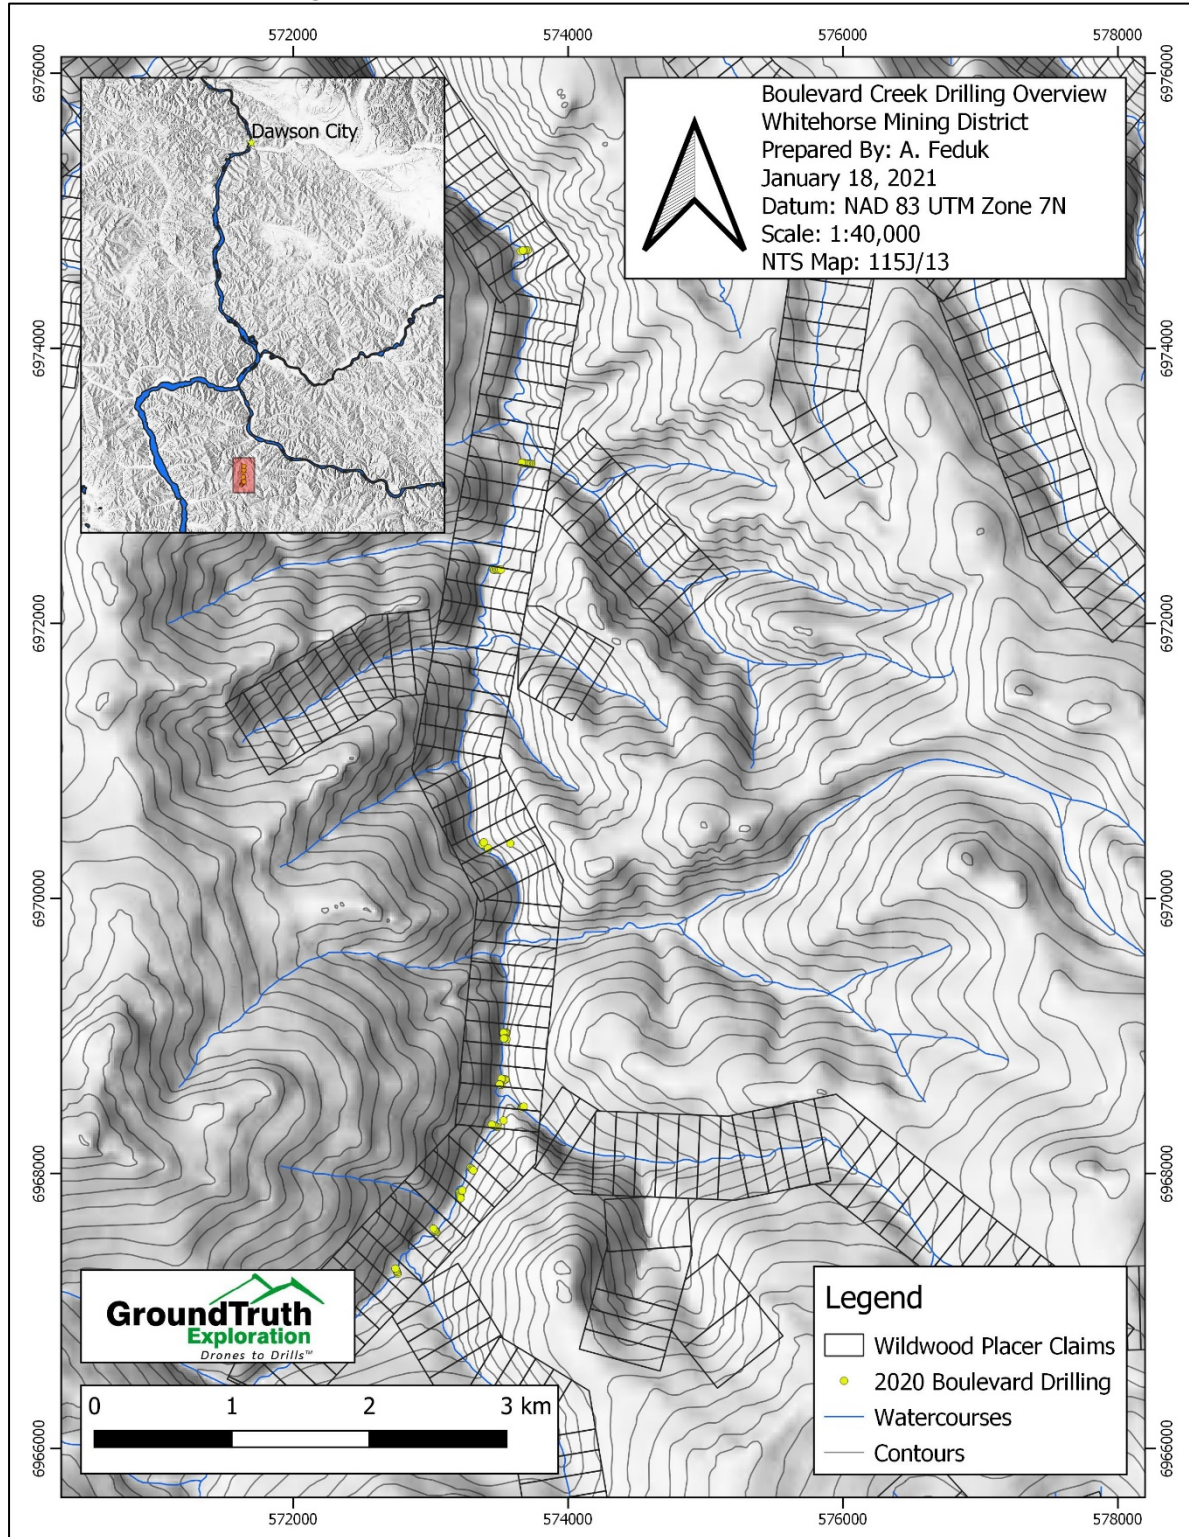 572000 574000 576000 578000
6976000 6976000
Dawson City
Boulevard Creek Drilling Overview
Whitehorse Mining District
Prepared By: A. Feduk
January 18, 2021
Datum: NAD 83 UTM Zone 7N
Scale: 1:40,000
NTS Map: 115J/13
6974000 6974000
6972000 6972000
6970000 6970000
6968000 6968000
GroundTruth
Exploration
Drones to Drills™
Legend
Wildwood Placer Claims
2020 Boulevard Drilling
Watercourses
Contours
0 1 2 3 km
6966000 6966000
572000 574000 576000 578000